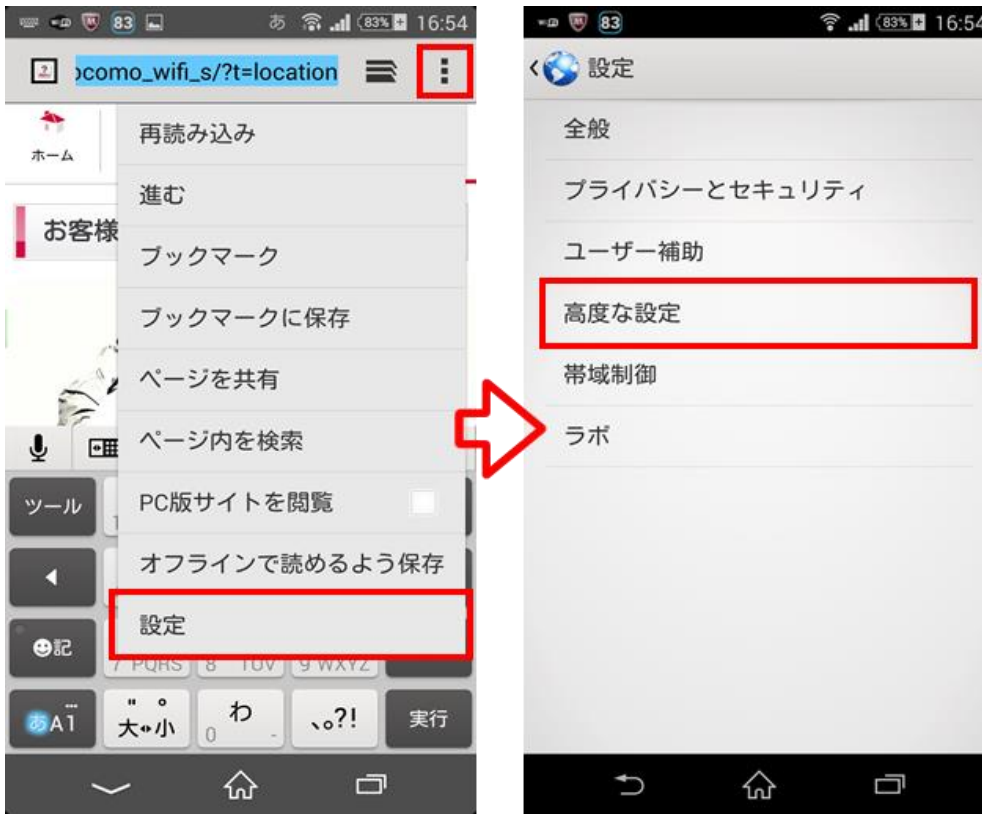 83
あ
83%
16:54
2
ocomo_wifi_s/?t=location
ホーム
お客様
再読み込み
進む
ブックマーク
ブックマークに保存
ページを共有
ページ内を検索
PC版サイトを閲覧
オフラインで読めるよう保存
設定
ツール
記
7 PQRS 8 TUV 9 WXYZ
あA1
大小
わ
0 -
、。?!
実行
83
83%
16:54
設定
全般
プライバシーとセキュリティ
ユーザー補助
高度な設定
帯域制御
ラボ